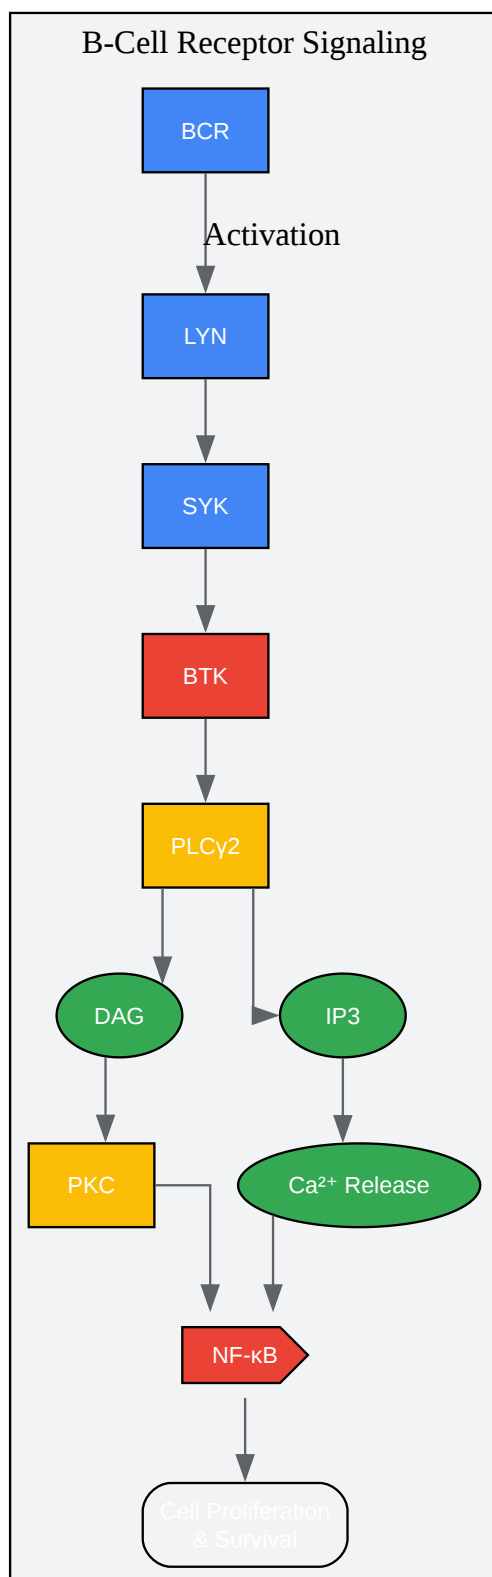 B-Cell Receptor Signaling
BCR
Activation
LYN
SYK
BTK
PLCγ2
DAG
IP3
PKC
Ca²⁺ Release
NF-κB
Cell Proliferation
& Survival